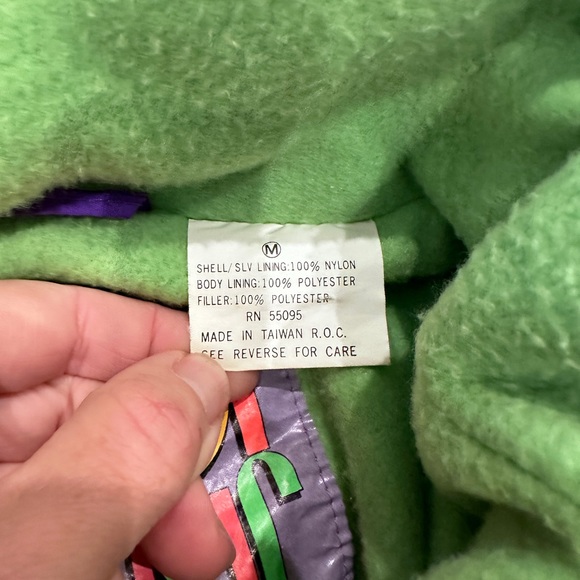 M
SHELL/SLV LINING:100% NYLON
BODY LINING:100% POLYESTER
FILLER:100% POLYESTER
RN 55095
MADE IN TAIWAN R.O.C.
SEE REVERSE FOR CARE